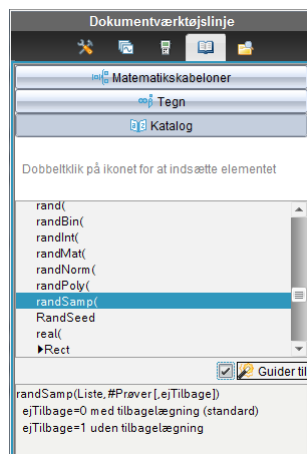 Dokumentværktøjslinje
Matematikskabeloner
Tegn
Katalog
Dobbeltklik på ikonet for at indsætte elementet
rand(
randBin(
randInt(
randMat(
randNorm(
randPoly(
randSamp(
RandSeed
real(
▶Rect
Guider til
randSamp(Liste,#Prøver[,ejTilbage])
ejTilbage=0 med tilbagelægning (standard)
ejTilbage=1 uden tilbagelægning